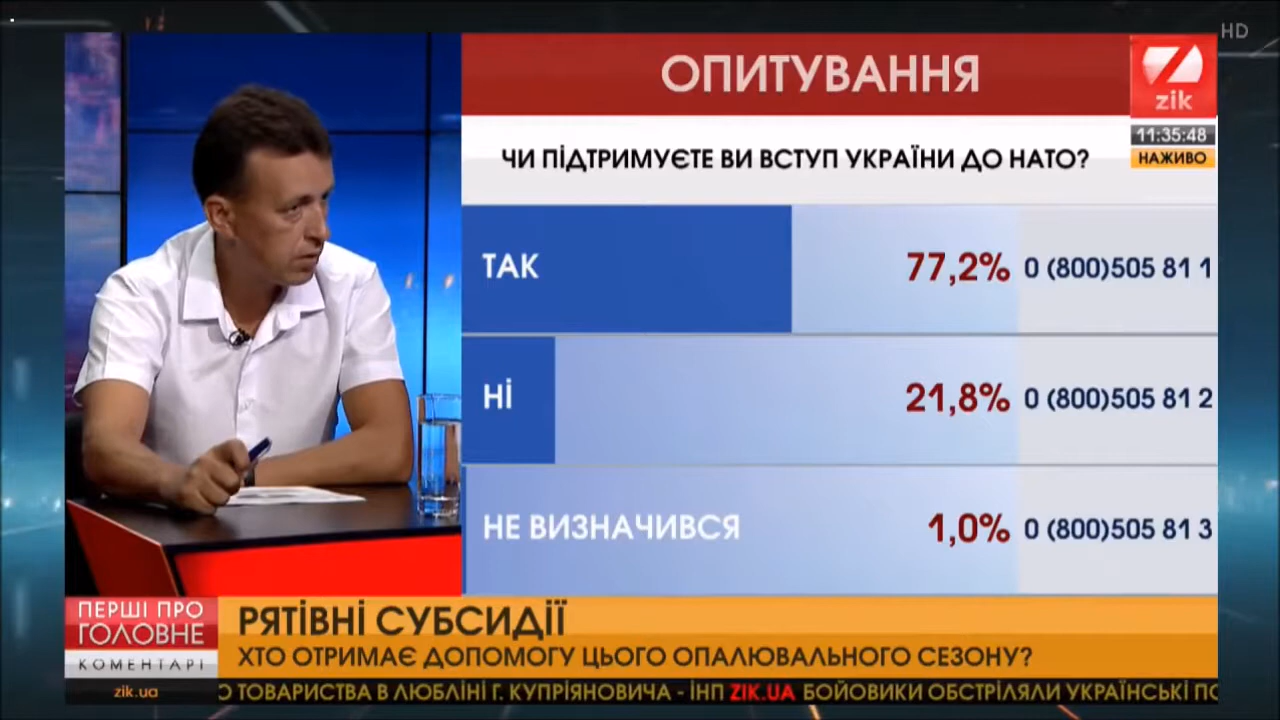 HD
ОПИТУВАННЯ
zik
11:35:48
НАЖИВО
ЧИ ПІДТРИМУЄТЕ ВИ ВСТУП УКРАЇНИ ДО НАТО?
ТАК 77,2% 0 (800)505 81 1
НІ 21,8% 0 (800)505 81 2
НЕ ВИЗНАЧИВСЯ 1,0% 0 (800)505 81 3
ПЕРШІ ПРО
ГОЛОВНЕ
КОМЕНТАРІ
РЯТІВНІ СУБСИДІЇ
ХТО ОТРИМАЄ ДОПОМОГУ ЦЬОГО ОПАЛЮВАЛЬНОГО СЕЗОНУ?
zik.ua
О ТОВАРИСТВА В ЛЮБЛІНІ Г. КУПРІЯНОВИЧА - ІНП ZIK.UA БОЙОВИКИ ОБСТРІЛЯЛИ УКРАЇНСЬКІ ПО